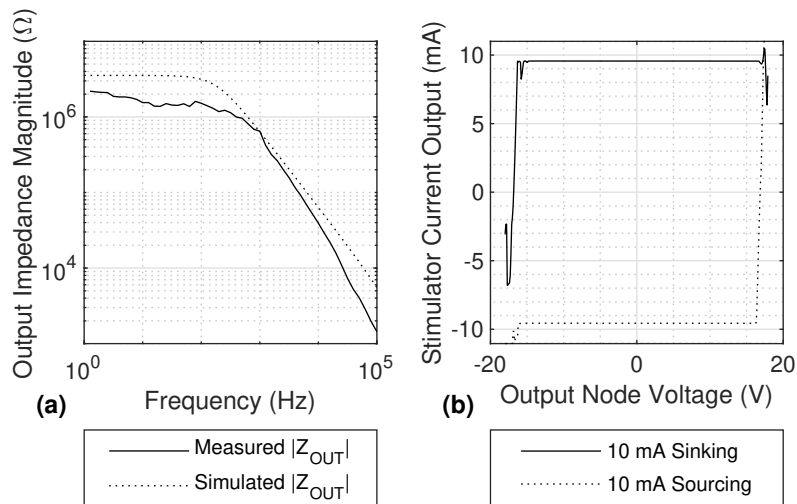 Output Impedance Magnitude (Ω)
10^6
10^4
10^0
10^5
Frequency (Hz)
(a)
Measured |Z_OUT|
Simulated |Z_OUT|
Stimulator Current Output (mA)
10
5
0
-5
-10
-20
0
20
Output Node Voltage (V)
(b)
10 mA Sinking
10 mA Sourcing